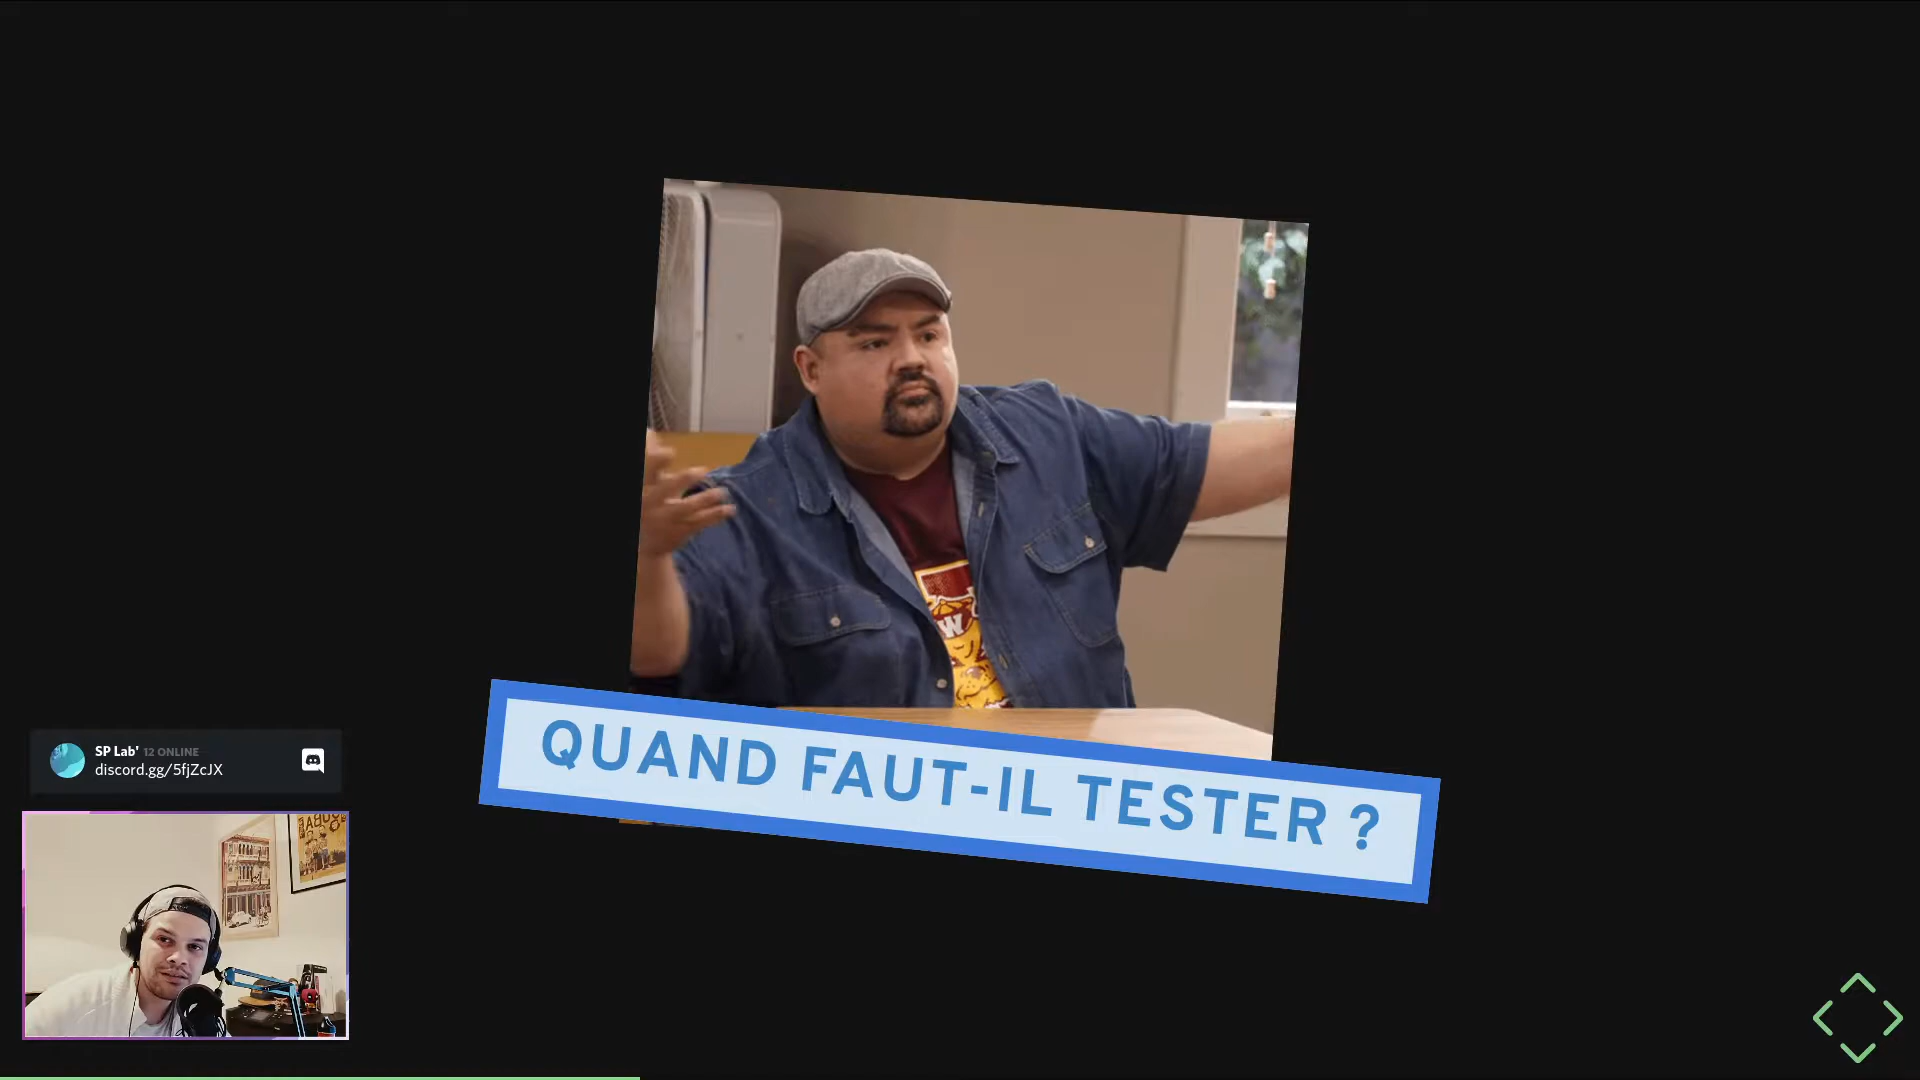 QUAND FAUT-IL TESTER ?
SP Lab' 12 ONLINE
discord.gg/5fjZcJX
W